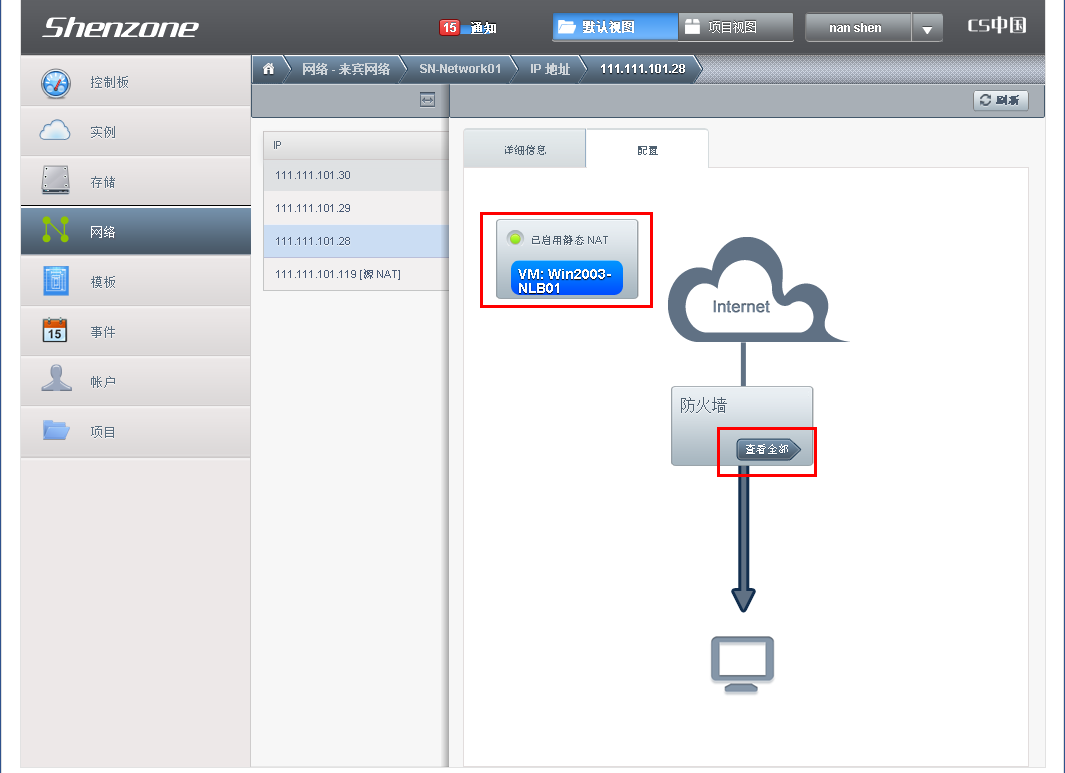 Shenzone
15 通知
默认视图
项目视图
nan shen
CS中国
控制板
实例
存储
网络
模板
15
事件
帐户
项目
网络 - 来宾网络
SN-Network01
IP 地址
111.111.101.28
刷新
IP
111.111.101.30
111.111.101.29
111.111.101.28
111.111.101.119 [源 NAT]
详细信息
配置
已启用静态 NAT
VM: Win2003-
NLB01
Internet
防火墙
查看全部